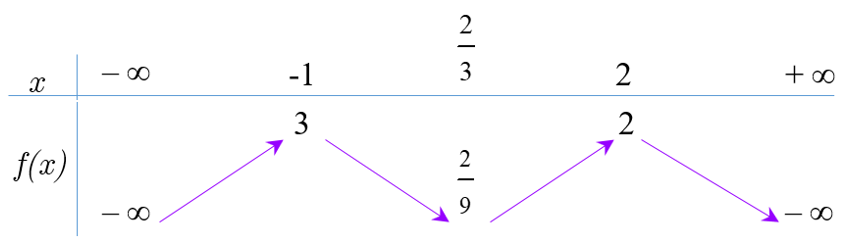 x −∞ -1 2/3 2 +∞
f(x) −∞ 3 2/9 2 −∞